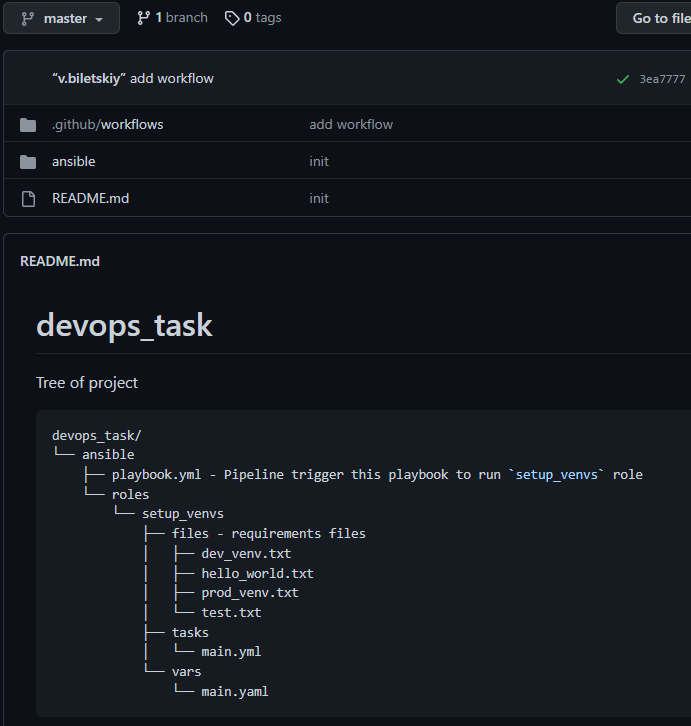 master 1 branch 0 tags Go to file
“v.biletskiy” add workflow 3ea7777
.github/workflows add workflow
ansible init
README.md init
README.md
devops_task
Tree of project
devops_task/
└── ansible
    ├── playbook.yml - Pipeline trigger this playbook to run `setup_venvs` role
    └── roles
        └── setup_venvs
            ├── files - requirements files
            │   ├── dev_venv.txt
            │   ├── hello_world.txt
            │   ├── prod_venv.txt
            │   └── test.txt
            ├── tasks
            │   └── main.yml
            └── vars
                └── main.yaml